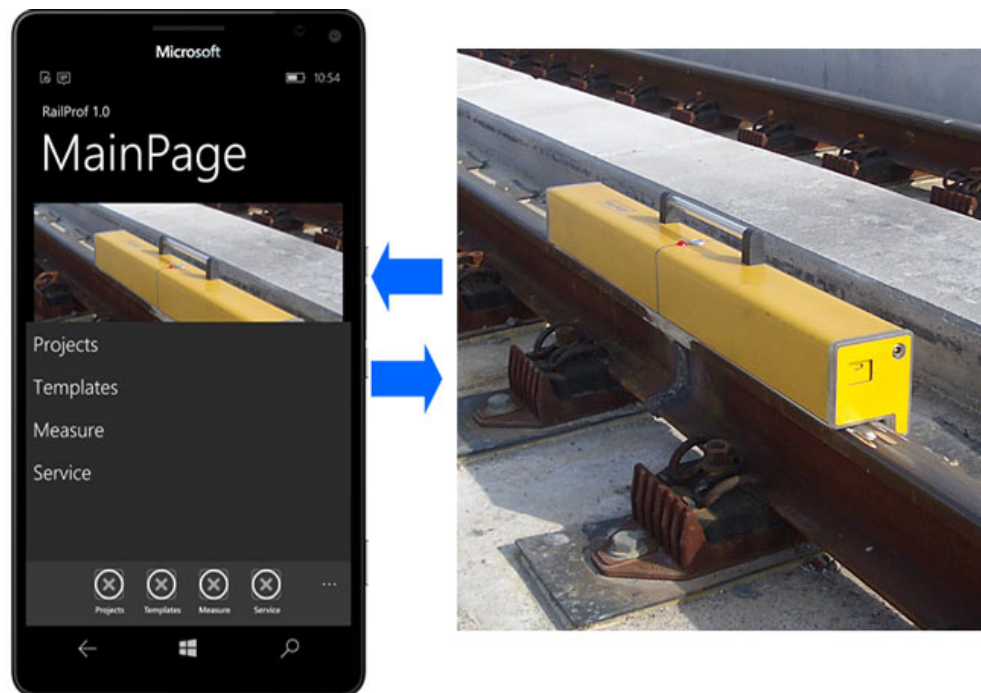 Microsoft
10:54
RailProf 1.0
MainPage
Projects
Templates
Measure
Service
Projects Templates Measure Service